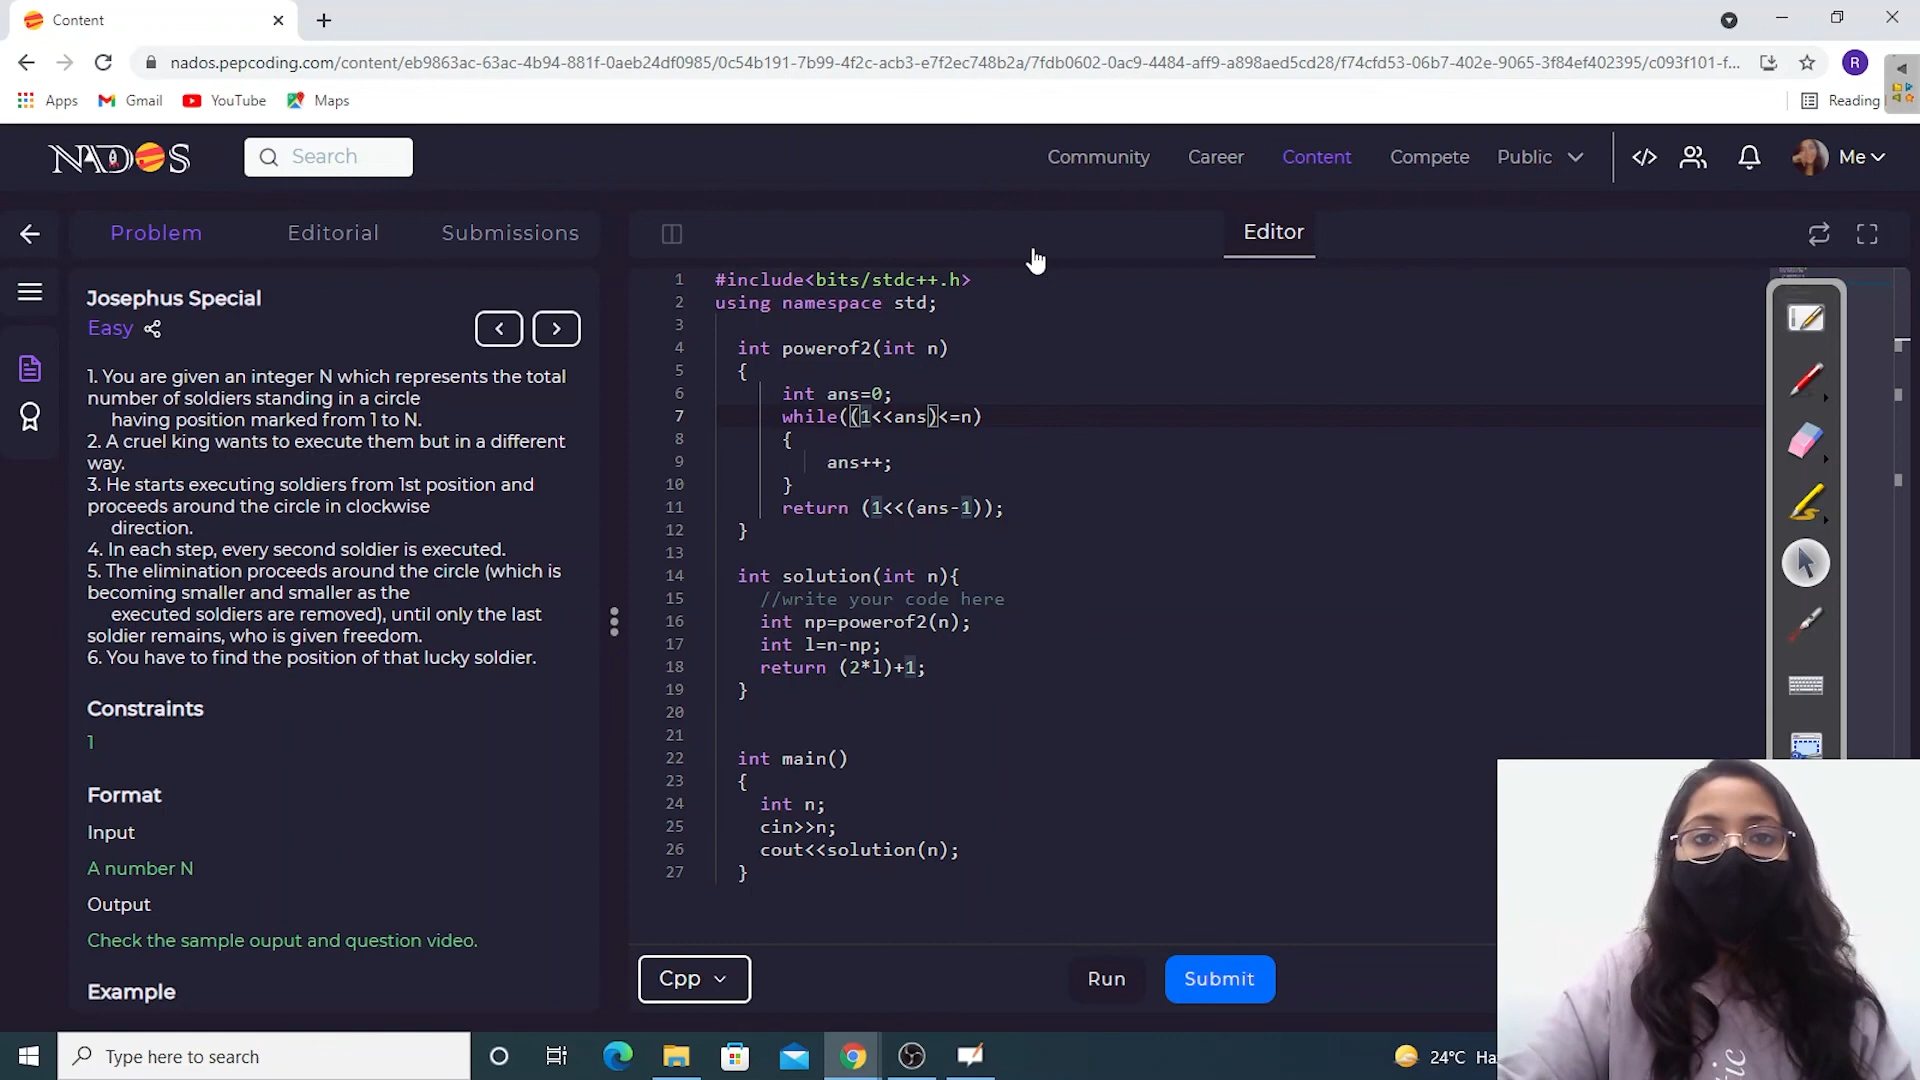 Content
nados.pepcoding.com/content/eb9863ac-63ac-4b94-881f-0aeb24df0985/0c54b191-7b99-4f2c-acb3-e7f2ec748b2a/7fdb0602-0ac9-4484-aff9-a898aed5cd28/f74cfd53-06b7-402e-9065-3f84ef402395/c093f101-f...
R
Apps
Gmail
YouTube
Maps
Reading
NADOS
Search
Community
Career
Content
Compete
Public
Me
Problem
Editorial
Submissions
Editor
Josephus Special
Easy
1. You are given an integer N which represents the total
number of soldiers standing in a circle
having position marked from 1 to N.
2. A cruel king wants to execute them but in a different
way.
3. He starts executing soldiers from 1st position and
proceeds around the circle in clockwise
direction.
4. In each step, every second soldier is executed.
5. The elimination proceeds around the circle (which is
becoming smaller and smaller as the
executed soldiers are removed), until only the last
soldier remains, who is given freedom.
6. You have to find the position of that lucky soldier.
Constraints
1
Format
Input
A number N
Output
Check the sample ouput and question video.
Example
1 #include<bits/stdc++.h>
2 using namespace std;
3
4 int powerof2(int n)
5 {
6 int ans=0;
7 while((1<<ans)<=n)
8 {
9 ans++;
10 }
11 return (1<<(ans-1));
12 }
13
14 int solution(int n){
15 //write your code here
16 int np=powerof2(n);
17 int l=n-np;
18 return (2*l)+1;
19 }
20
21
22 int main()
23 {
24 int n;
25 cin>>n;
26 cout<<solution(n);
27 }
Cpp
Run
Submit
Type here to search
24°C Ha